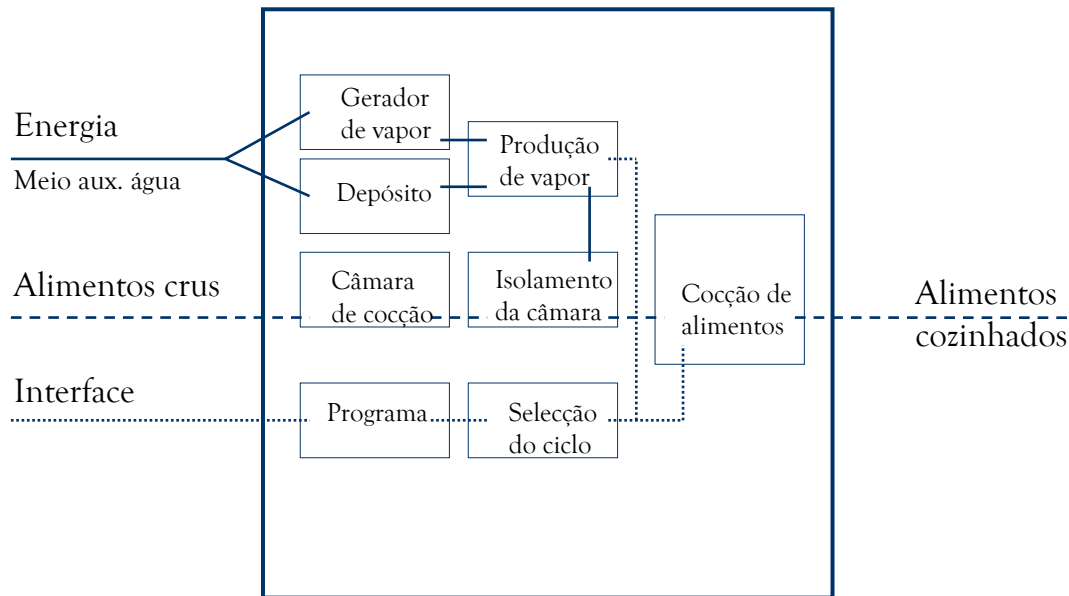 Energia
Meio aux. água
Gerador
de vapor
Depósito
Produção
de vapor
Alimentos crus
Câmara
de cocção
Isolamento
da câmara
Cocção de
alimentos
Alimentos
cozinhados
Interface
Programa
Selecção
do ciclo